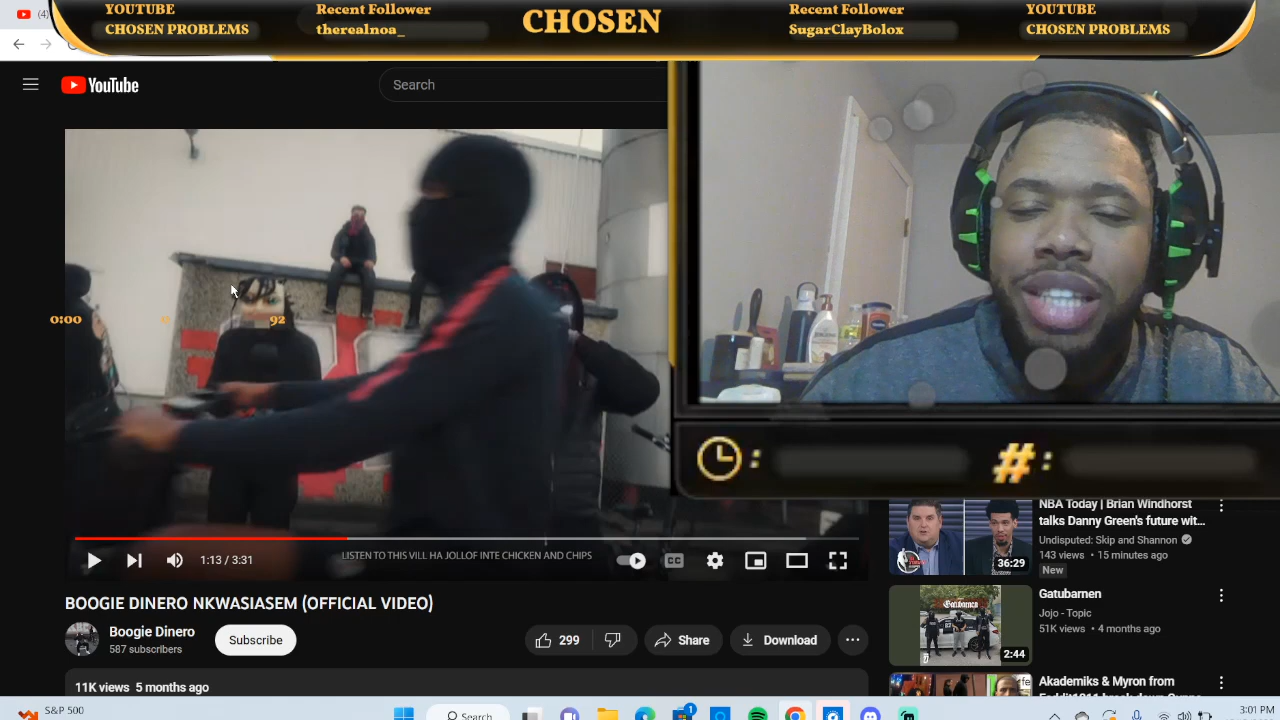 YOUTUBE
CHOSEN PROBLEMS
Recent Follower
therealnoa_
CHOSEN
Recent Follower
SugarClayBolox
YOUTUBE
CHOSEN PROBLEMS
(4)
YouTube
Search
0:00
92
LISTEN TO THIS VILL HA JOLLOF INTE CHICKEN AND CHIPS
1:13 / 3:31
CC
: # :
BOOGIE DINERO NKWASIASEM (OFFICIAL VIDEO)
Boogie Dinero
587 subscribers
Subscribe
299
Share
Download
11K views 5 months ago
NBA Today | Brian Windhorst
talks Danny Green's future wit...
Undisputed: Skip and Shannon
143 views • 15 minutes ago
New
36:29
Gatubarnen
Jojo - Topic
51K views • 4 months ago
2:44
Akademiks & Myron from
S&P 500
Search
1
3:01 PM